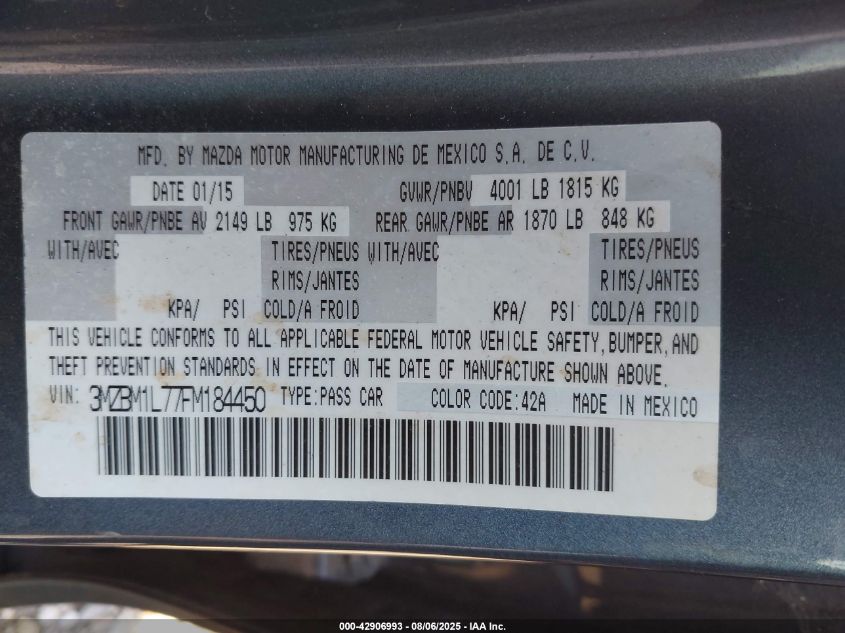 MFD. BY MAZDA MOTOR MANUFACTURING DE MEXICO S.A. DE C.V.
DATE 01/15 GVWR/PNBV 4001 LB 1815 KG
FRONT GAWR/PNBE AV 2149 LB 975 KG REAR GAWR/PNBE AR 1870 LB 848 KG
WITH/AVEC TIRES/PNEUS WITH/AVEC TIRES/PNEUS
RIMS/JANTES RIMS/JANTES
KPA/ PSI COLD/A FROID KPA/ PSI COLD/A FROID
THIS VEHICLE CONFORMS TO ALL APPLICABLE FEDERAL MOTOR VEHICLE SAFETY, BUMPER, AND
THEFT PREVENTION STANDARDS IN EFFECT ON THE DATE OF MANUFACTURE SHOWN ABOVE.
VIN: 3MZBM1L77FM184450 TYPE:PASS CAR COLOR CODE:42A MADE IN MEXICO
000-42906993 - 08/06/2025 - IAA Inc.